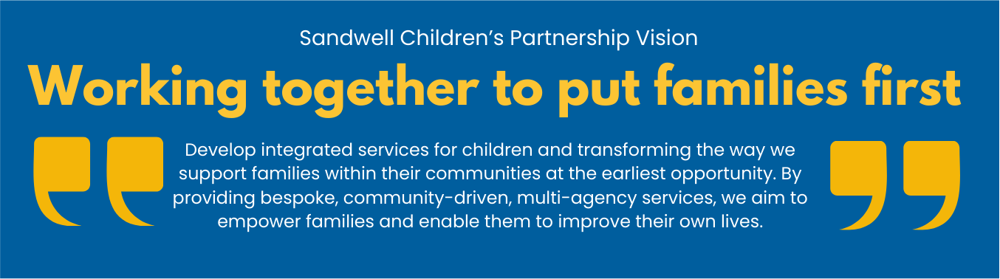 Sandwell Children’s Partnership Vision
Working together to put families first
Develop integrated services for children and transforming the way we
support families within their communities at the earliest opportunity. By
providing bespoke, community-driven, multi-agency services, we aim to
empower families and enable them to improve their own lives.